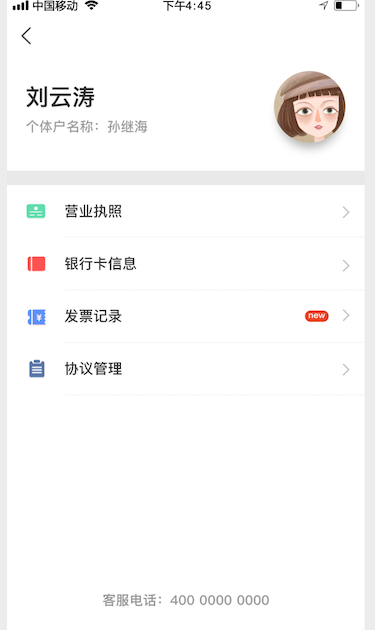 中国移动 下午4:45
刘云涛
个体户名称：孙继海
营业执照
银行卡信息
发票记录 new
协议管理
客服电话：400 0000 0000